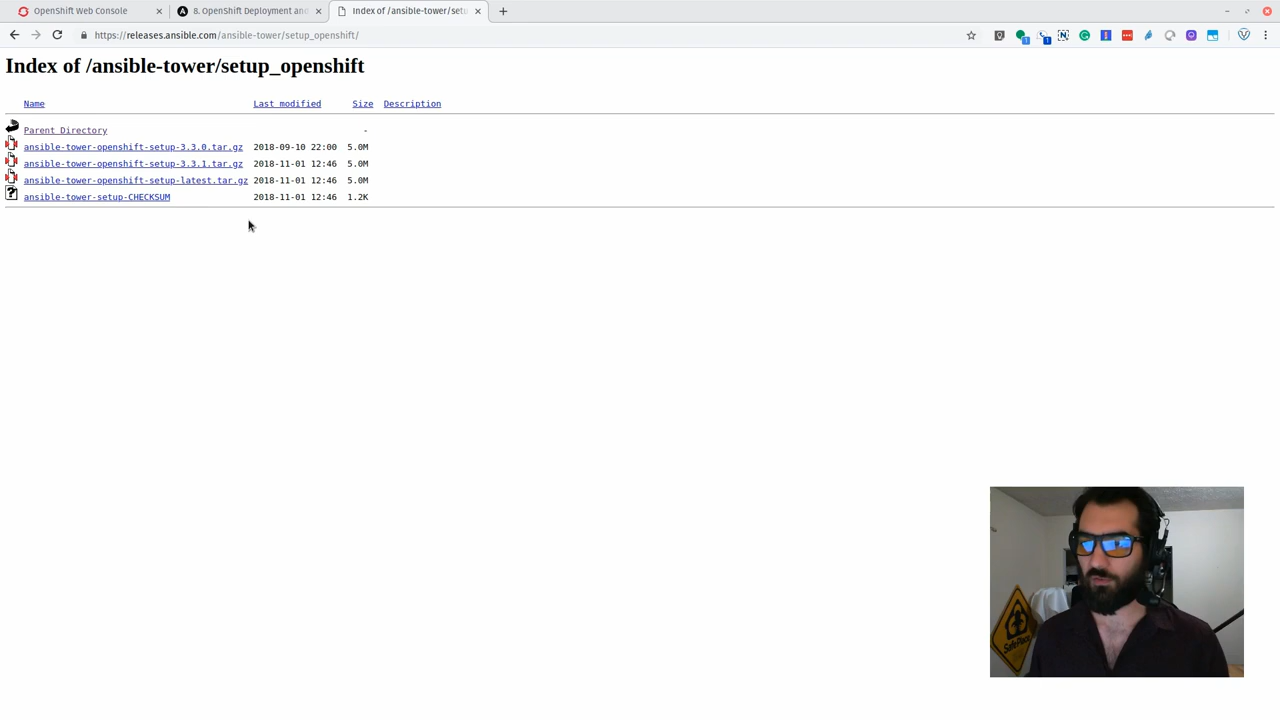 OpenShift Web Console
8. OpenShift Deployment and
Index of /ansible-tower/setu
https://releases.ansible.com/ansible-tower/setup_openshift/
1
1
Index of /ansible-tower/setup_openshift
Name Last modified Size Description
Parent Directory -
ansible-tower-openshift-setup-3.3.0.tar.gz 2018-09-10 22:00 5.0M
ansible-tower-openshift-setup-3.3.1.tar.gz 2018-11-01 12:46 5.0M
ansible-tower-openshift-setup-latest.tar.gz 2018-11-01 12:46 5.0M
ansible-tower-setup-CHECKSUM 2018-11-01 12:46 1.2K
SafePlace